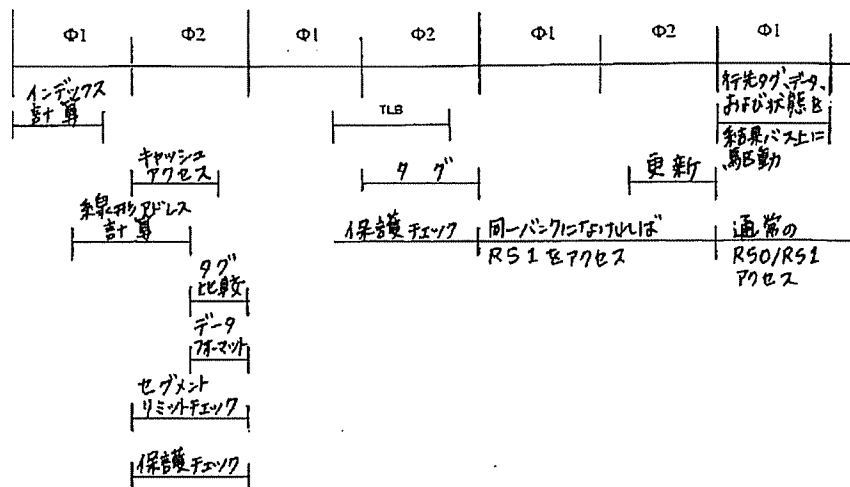 Φ1 Φ2 Φ1 Φ2 Φ1 Φ2 Φ1
インデックス
計算
TLB
行先タグ、データ、
および状態を
結果バス上に
駆動
キャッシュ
アクセス
タグ
更新
線形アドレス
計算
保護チェック
同一バンクになければ
RS1をアクセス
通常の
RS0/RS1
アクセス
タグ
比較
データ
フォーマット
セグメント
リミットチェック
保護チェック